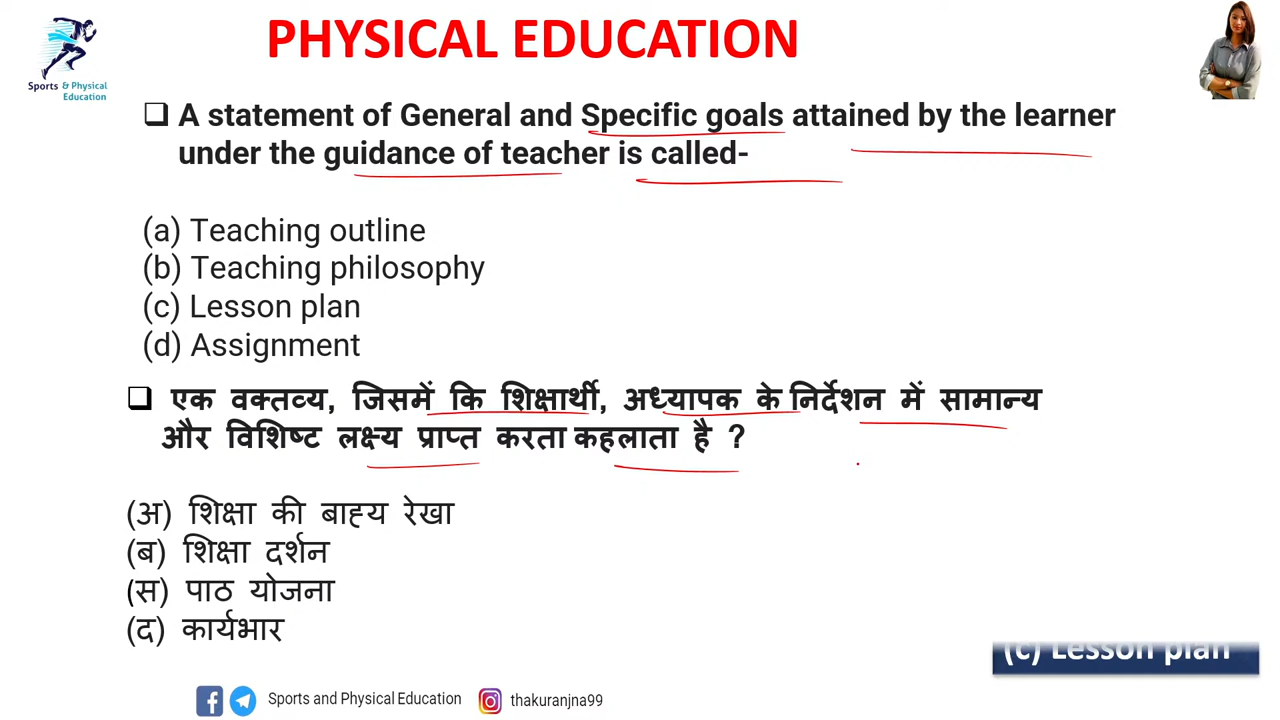 PHYSICAL EDUCATION
Sports & Physical
Education
A statement of General and Specific goals attained by the learner
under the guidance of teacher is called-
(a) Teaching outline
(b) Teaching philosophy
(c) Lesson plan
(d) Assignment
एक वक्तव्य, जिसमें कि शिक्षार्थी, अध्यापक के निर्देशन में सामान्य
और विशिष्ट लक्ष्य प्राप्त करता कहलाता है ?
(अ) शिक्षा की बाह्य रेखा
(ब) शिक्षा दर्शन
(स) पाठ योजना
(द) कार्यभार
(c) Lesson plan
Sports and Physical Education thakuranjna99